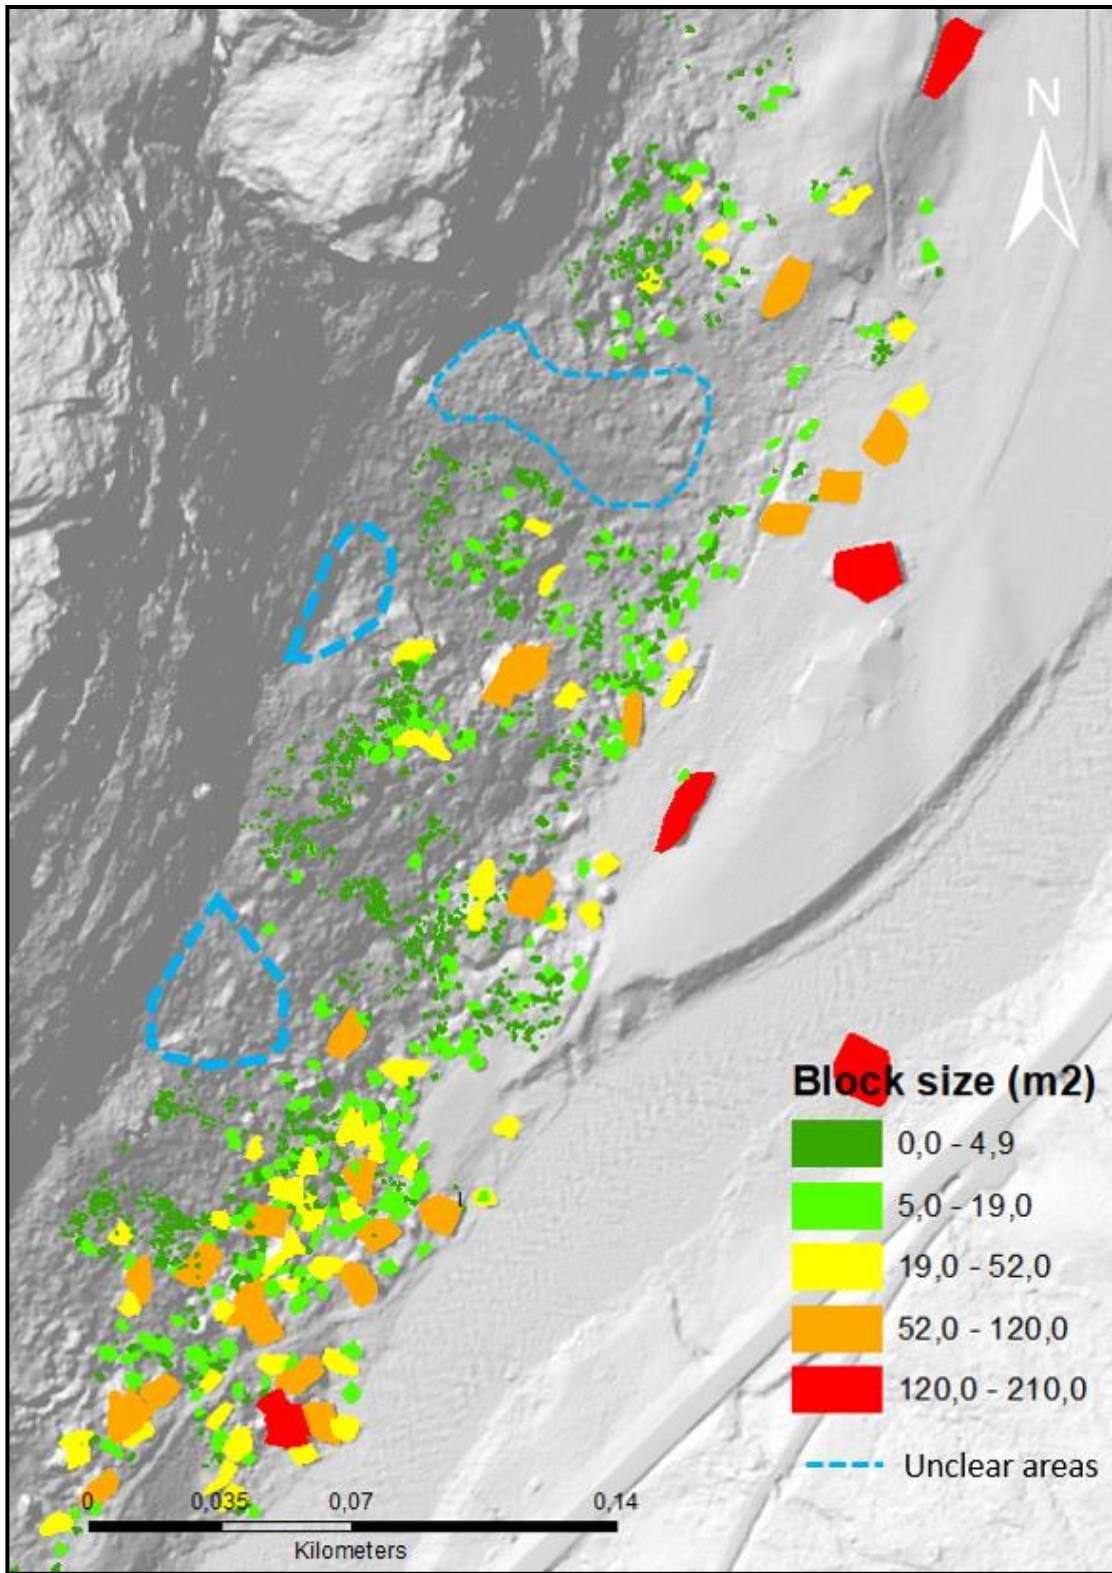 N
Block size (m2)
0,0 - 4,9
5,0 - 19,0
19,0 - 52,0
52,0 - 120,0
120,0 - 210,0
Unclear areas
0 0,035 0,07 0,14
Kilometers